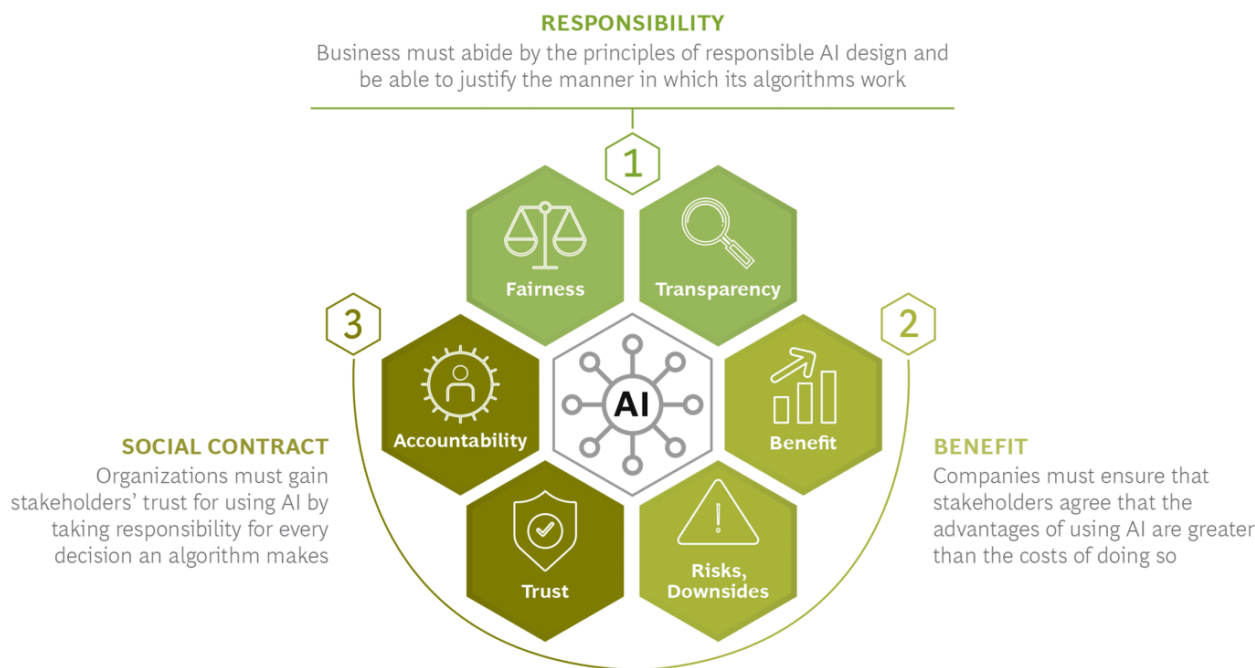 RESPONSIBILITY
Business must abide by the principles of responsible AI design and
be able to justify the manner in which its algorithms work
1
Fairness
Transparency
3
2
AI
Accountability
Benefit
SOCIAL CONTRACT
Organizations must gain
stakeholders’ trust for using AI by
taking responsibility for every
decision an algorithm makes
BENEFIT
Companies must ensure that
stakeholders agree that the
advantages of using AI are greater
than the costs of doing so
!
Trust
Risks,
Downsides